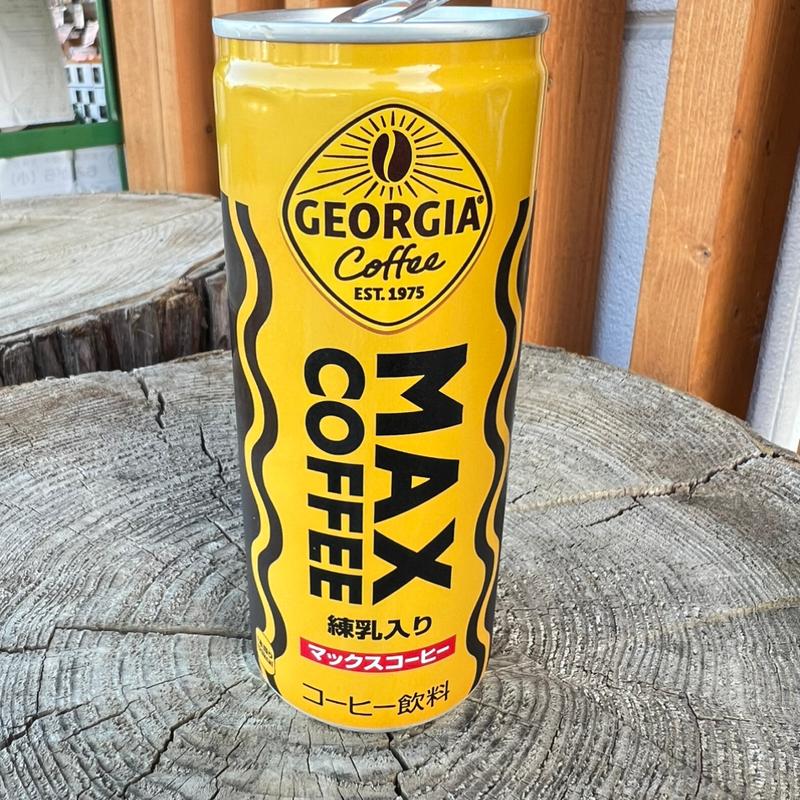 GEORGIA®
Coffee
EST. 1975
MAX
COFFEE
練乳入り
マックスコーヒー
コーヒー飲料